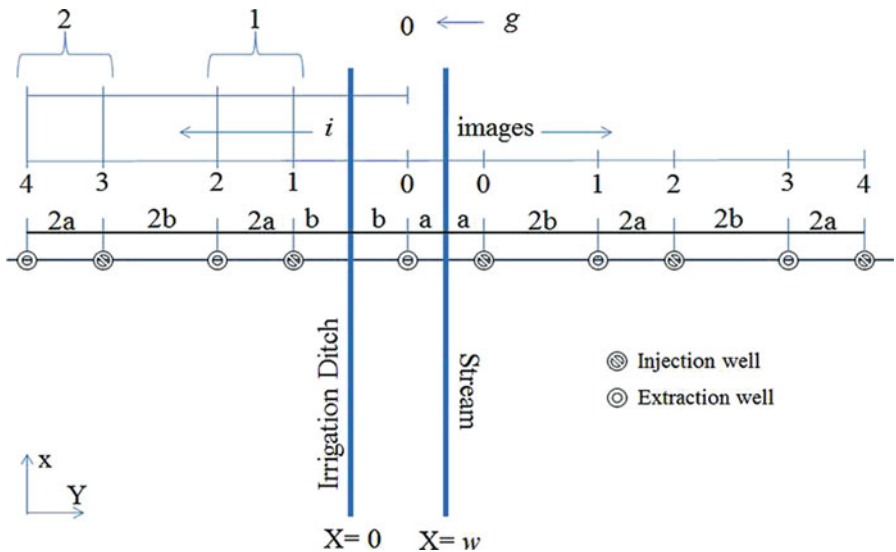 2 1 0 g
i images
4 3 2 1 0 0 1 2 3 4
2a 2b 2a b b a a 2b 2a 2b 2a
Irrigation Ditch
Stream
Injection well
Extraction well
x
Y
X= 0 X= w